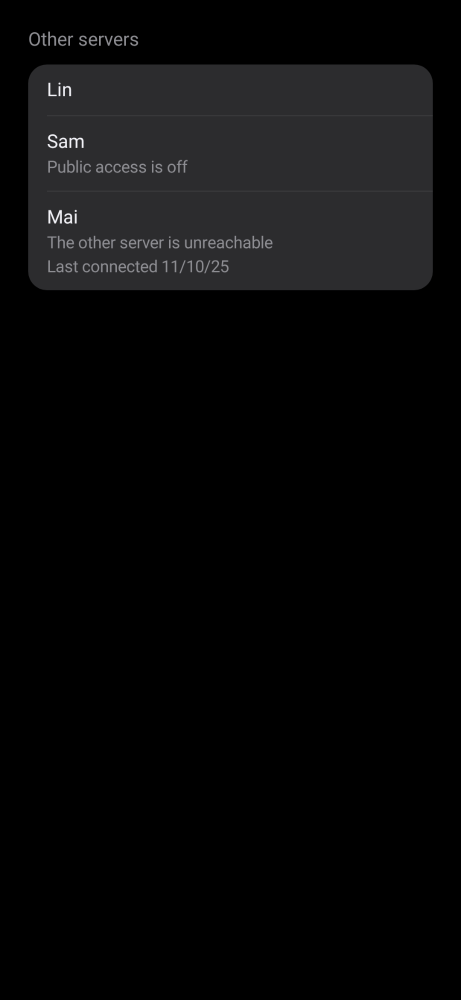 Other servers
Lin
Sam
Public access is off
Mai
The other server is unreachable
Last connected 11/10/25